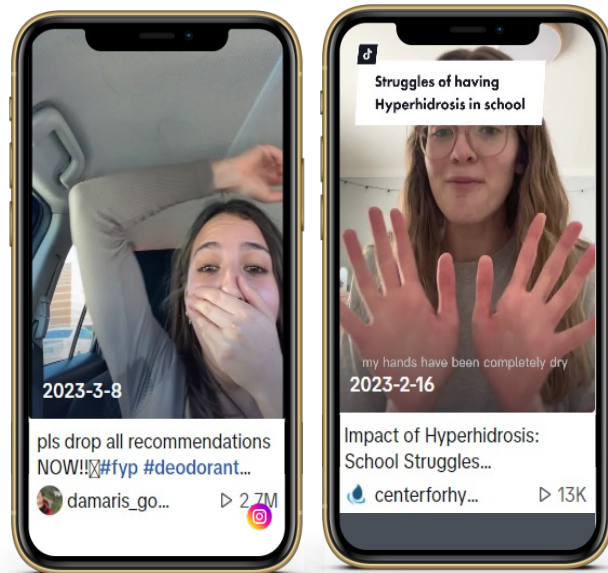 2023-3-8
pls drop all recommendations
NOW!!#fyp #deodorant...
damaris_go...
2.7M
Struggles of having
Hyperhidrosis in school
my hands have been completely dry
2023-2-16
Impact of Hyperhidrosis:
School Struggles...
centerforhy...
13K